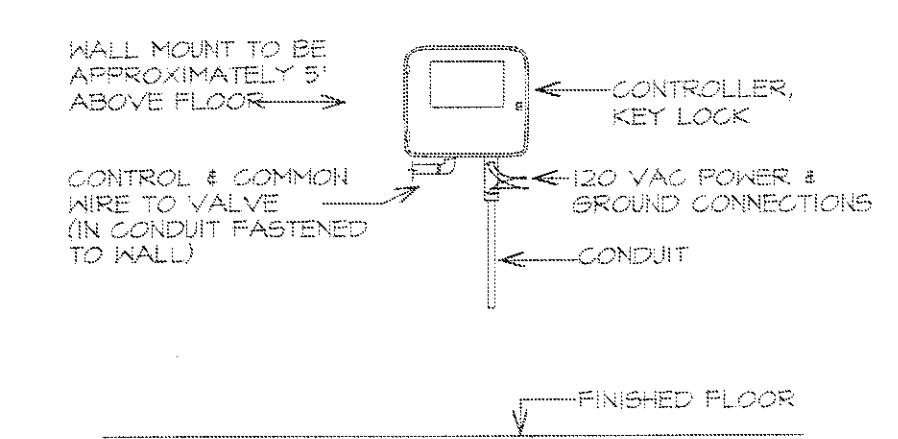 WALL MOUNT TO BE
APPROXIMATELY 5'
ABOVE FLOOR
CONTROLLER,
KEY LOCK
CONTROL & COMMON
WIRE TO VALVE
(IN CONDUIT FASTENED
TO WALL)
120 VAC POWER &
GROUND CONNECTIONS
CONDUIT
FINISHED FLOOR